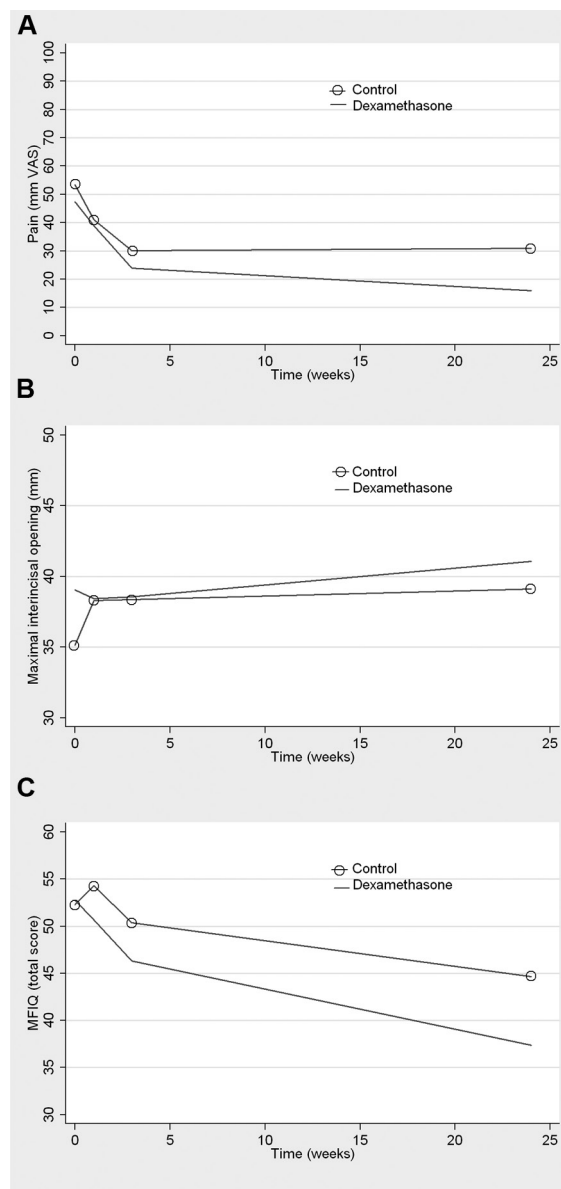 A
100
90
80
70
60
50
40
30
20
10
0
Pain (mm VAS)
Control
Dexamethasone
0 5 10 15 20 25
Time (weeks)
B
50
45
40
35
30
Maximal interincisal opening (mm)
Control
Dexamethasone
0 5 10 15 20 25
Time (weeks)
C
60
55
50
45
40
35
30
MFIQ (total score)
Control
Dexamethasone
0 5 10 15 20 25
Time (weeks)